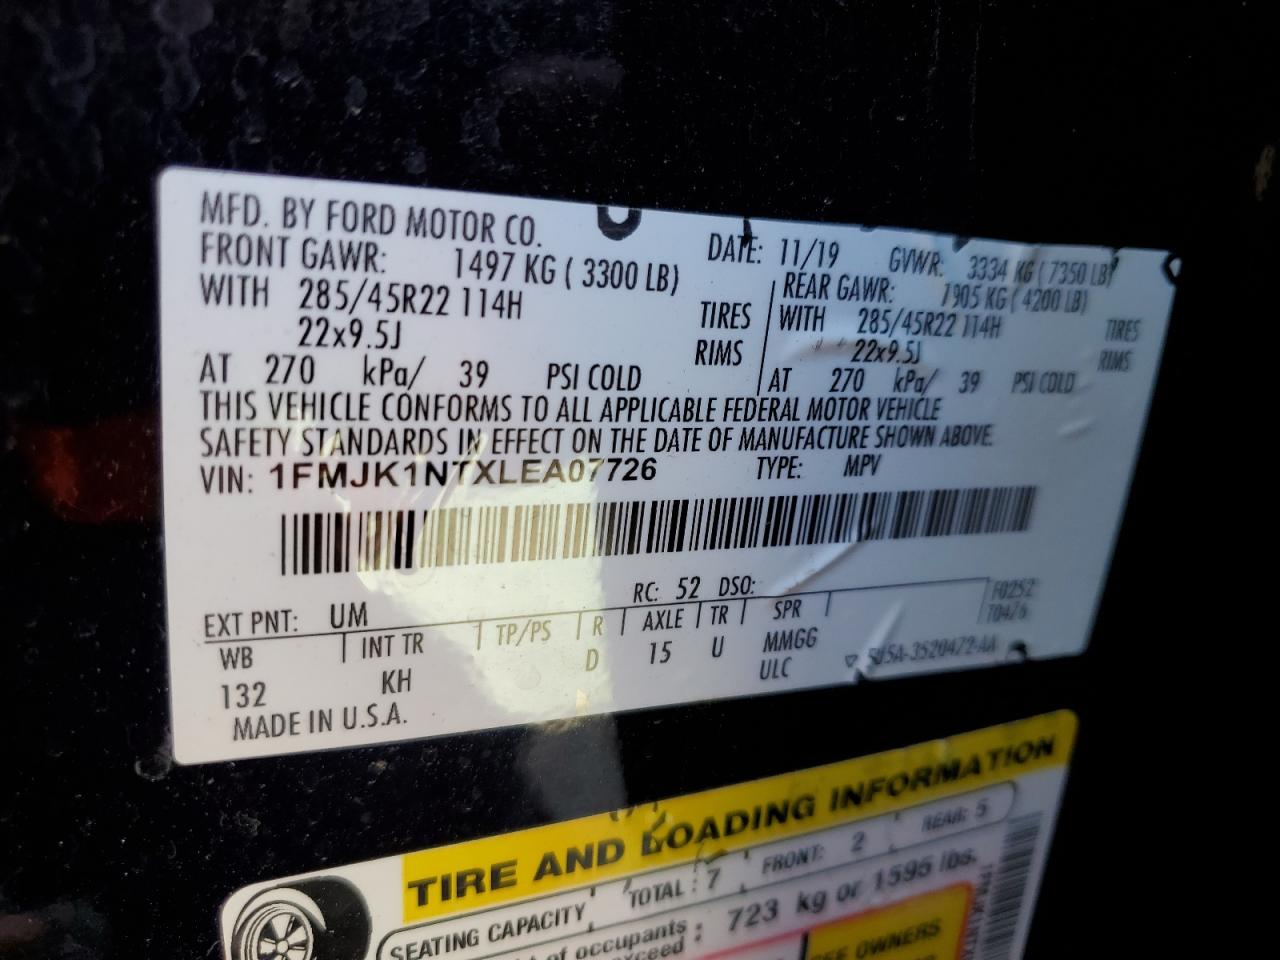 MFD. BY FORD MOTOR CO. DATE: 11/19 GVWR: 3334 KG (7350 LB)
FRONT GAWR: 1497 KG ( 3300 LB) REAR GAWR: 1905 KG ( 4200 LB)
WITH 285/45R22 114H TIRES WITH 285/45R22 114H TIRES
22x9.5J RIMS 22x9.5J RIMS
AT 270 kPa/ 39 PSI COLD AT 270 kPa/ 39 PSI COLD
THIS VEHICLE CONFORMS TO ALL APPLICABLE FEDERAL MOTOR VEHICLE
SAFETY STANDARDS IN EFFECT ON THE DATE OF MANUFACTURE SHOWN ABOVE.
VIN: 1FMJK1NTXLEA07726 TYPE: MPV
RC: 52 DSO: F0252
EXT PNT: UM T0476
WB INT TR TP/PS R AXLE TR SPR
132 KH D 15 U MMGG
ULC
MADE IN U.S.A.
TIRE AND LOADING INFORMATION
SEATING CAPACITY TOTAL : 7 FRONT: 2 REAR: 5
of occupants : 723 kg or 1595 lbs.
exceed
OWNERS